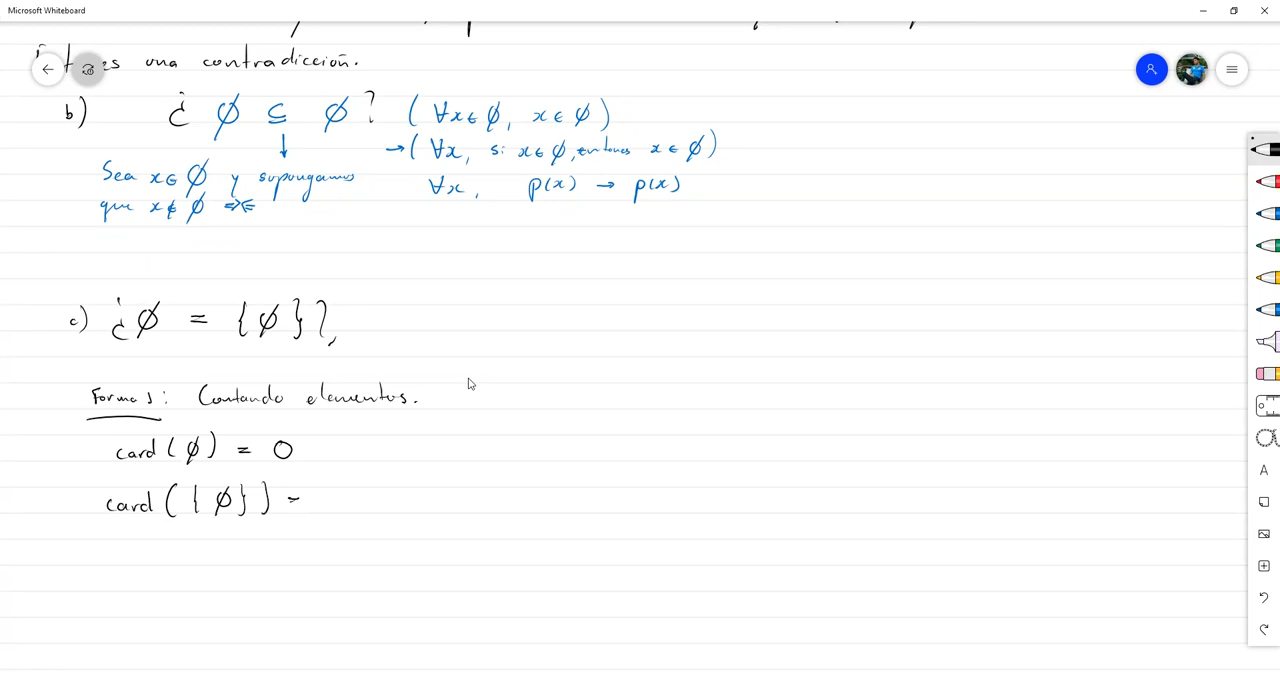 Microsoft Whiteboard
es una contradicción.
b) ¿ ∅ ⊆ ∅ ? ( ∀x ∈ ∅, x ∈ ∅ )
→ ( ∀x, si x ∈ ∅, entonces x ∈ ∅ )
Sea x ∈ ∅ y supongamos
∀x, p(x) → p(x)
que x ∉ ∅ ⇒⇐
c) ¿ ∅ = { ∅ } ?,
Forma 1: Contando elementos.
card ( ∅ ) = 0
card ( { ∅ } ) =
A